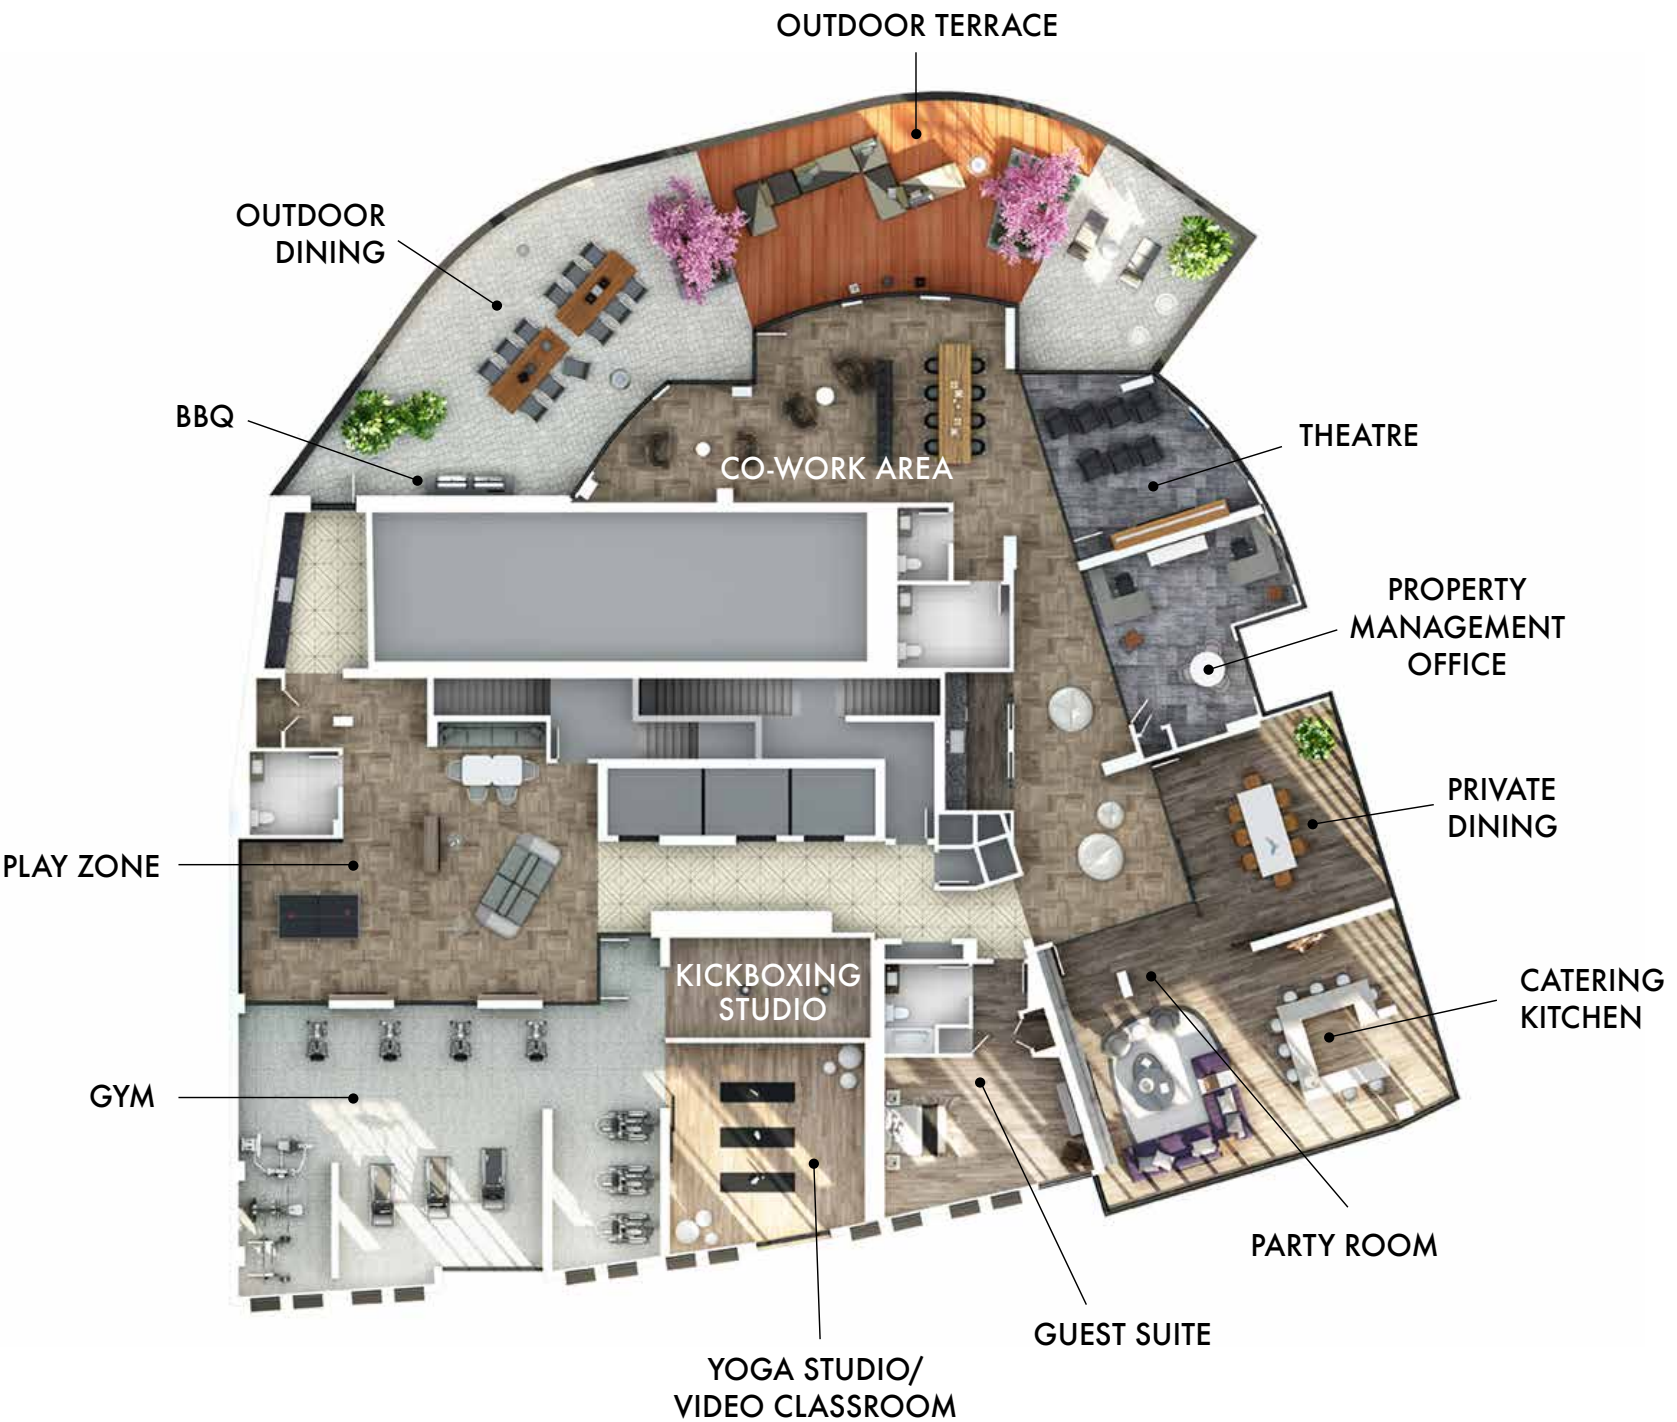 OUTDOOR TERRACE
OUTDOOR
DINING
BBQ
THEATRE
CO-WORK AREA
PROPERTY
MANAGEMENT
OFFICE
PRIVATE
DINING
PLAY ZONE
KICKBOXING
STUDIO
CATERING
KITCHEN
GYM
PARTY ROOM
GUEST SUITE
YOGA STUDIO/
VIDEO CLASSROOM